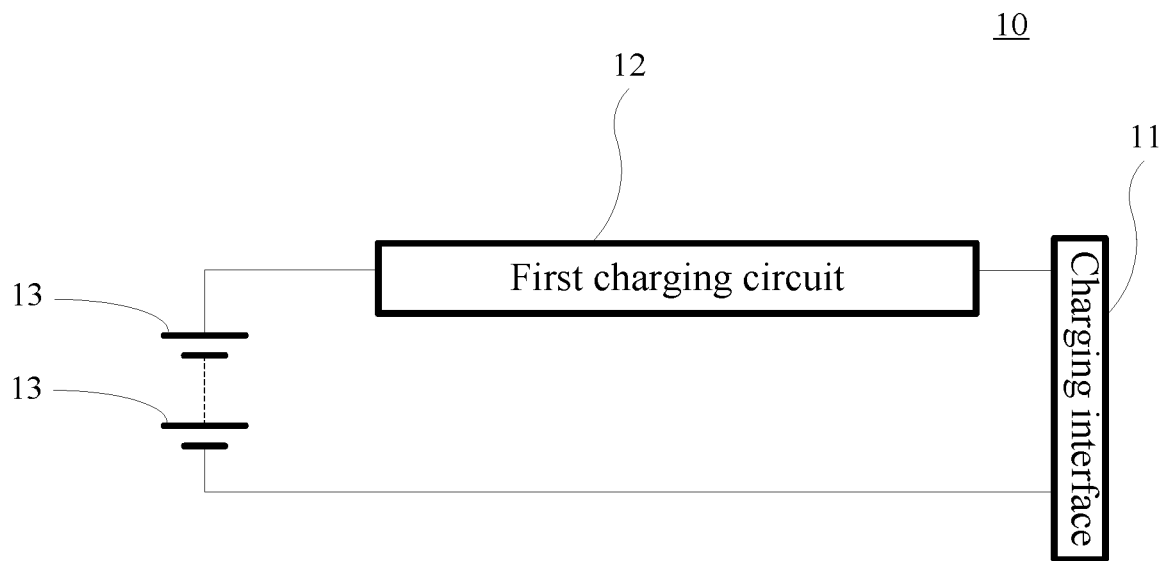 10
12
11
First charging circuit
Charging interface
13
13